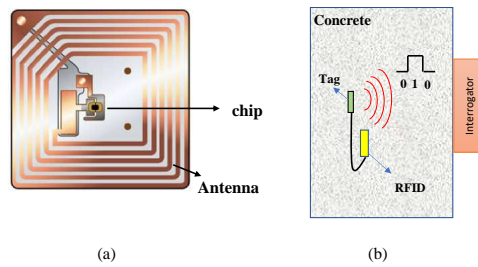 chip
Antenna
(a)
Concrete
Tag
0 1 0
Interrogator
RFID
(b)